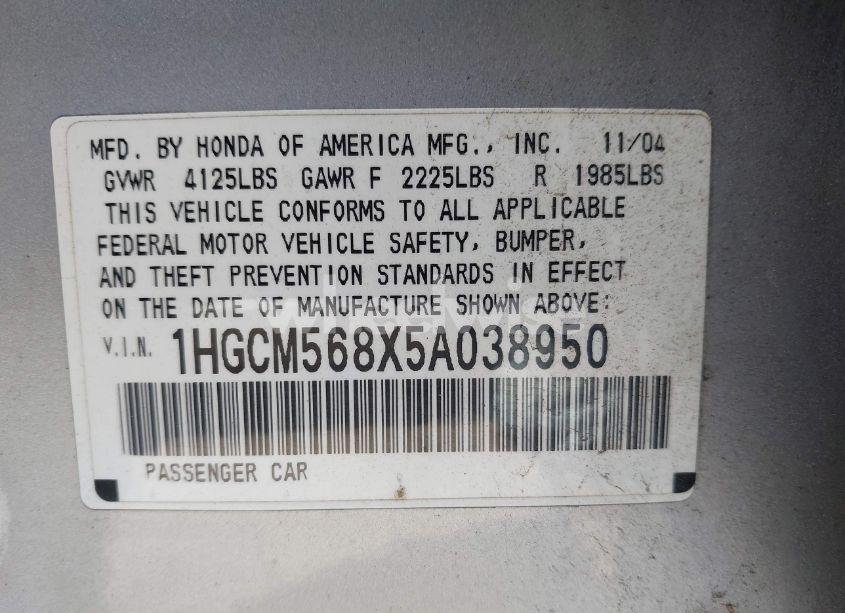 MFD. BY HONDA OF AMERICA MFG., INC. 11/04
GVWR 4125LBS GAWR F 2225LBS R 1985LBS
THIS VEHICLE CONFORMS TO ALL APPLICABLE
FEDERAL MOTOR VEHICLE SAFETY, BUMPER,
AND THEFT PREVENTION STANDARDS IN EFFECT
ON THE DATE OF MANUFACTURE SHOWN ABOVE:
V.I.N. 1HGCM568X5A038950
PASSENGER CAR